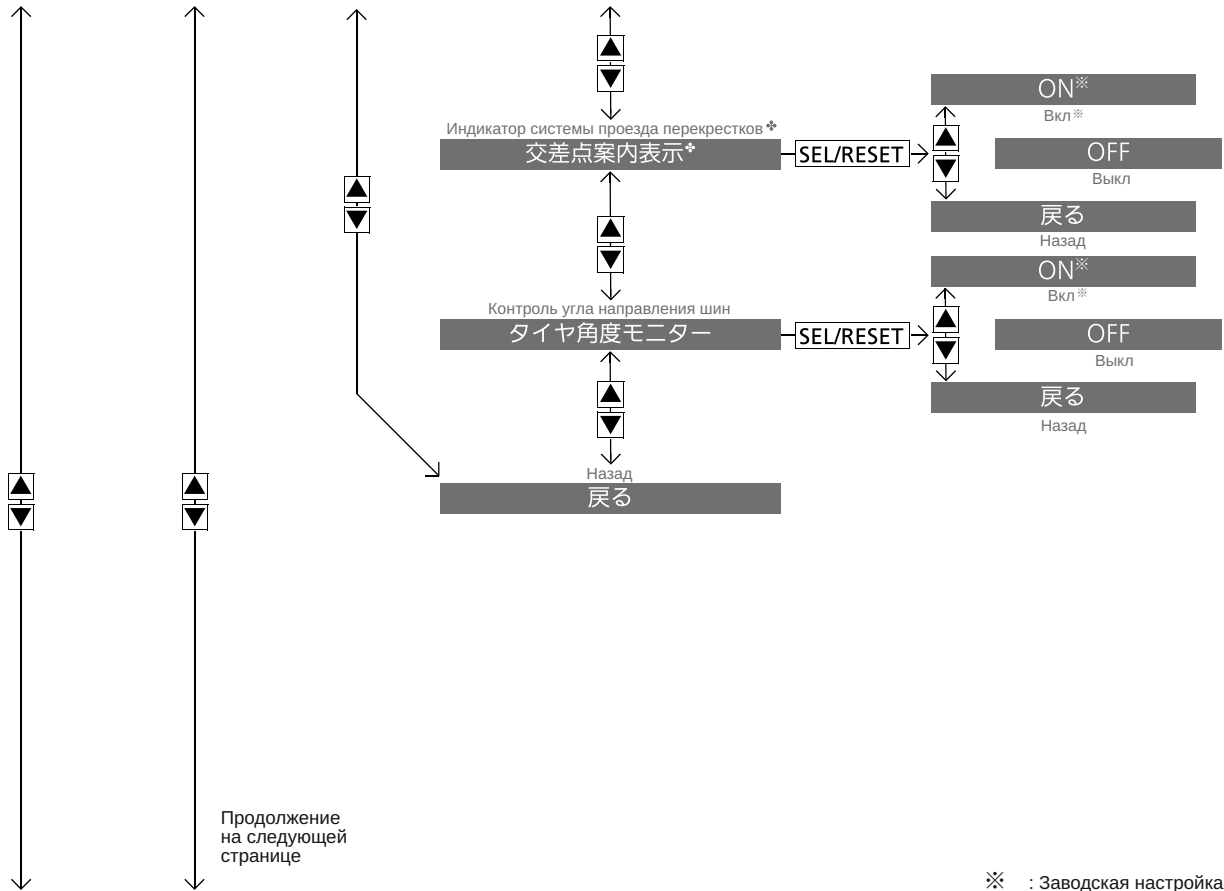 ▲
▼
ON※
Вкл※
Индикатор системы проезда перекрестков✤
交差点案内表示✤
SEL/RESET
▲
▼
OFF
Выкл
▲
▼
戻る
Назад
▲
▼
ON※
Вкл※
Контроль угла направления шин
タイヤ角度モニター
SEL/RESET
▲
▼
OFF
Выкл
戻る
Назад
▲
▼
Назад
戻る
▲
▼
▲
▼
Продолжение
на следующей
странице
※ : Заводская настройка